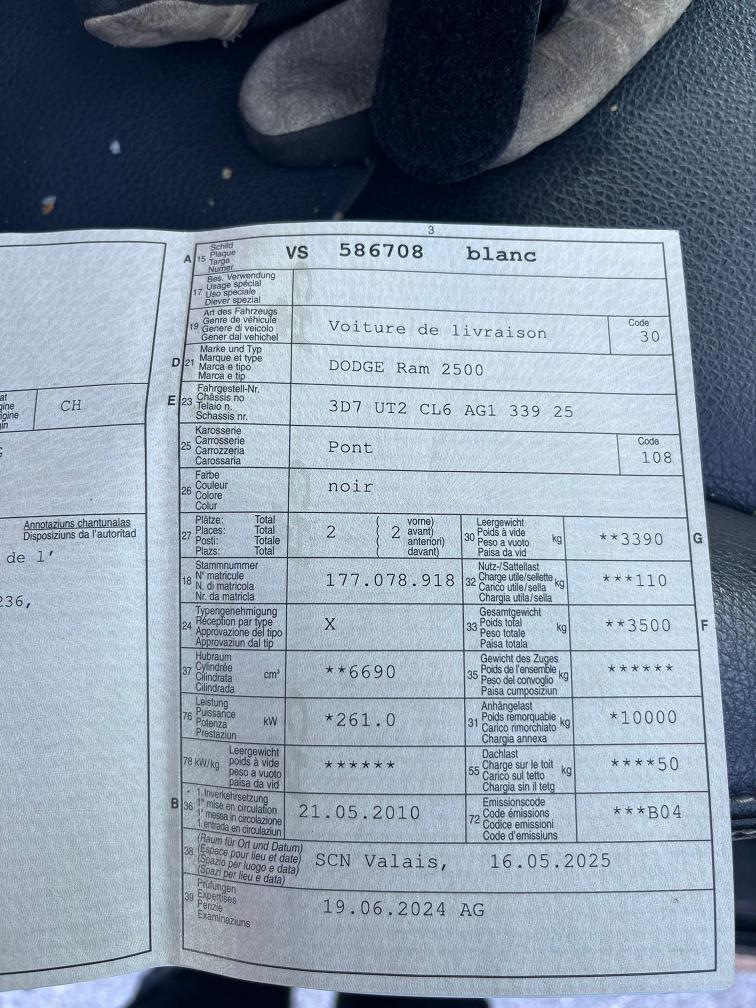 3
A 15 Schild
Plaque
Targa
Numer
VS 586708 blanc
17 Bes. Verwendung
Usage spécial
Uso speciale
Diever spezial
19 Art des Fahrzeugs
Genre de véhicule
Genere di veicolo
Gener dal vehichel
Voiture de livraison
Code
30
D 21 Marke und Typ
Marque et type
Marca e tipo
Marca e tip
DODGE Ram 2500
E 23 Fahrgestell-Nr.
Châssis no
Telaio n.
Schassis nr.
3D7 UT2 CL6 AG1 339 25
25 Karosserie
Carrosserie
Carrozzeria
Carossaria
Pont
Code
108
26 Farbe
Couleur
Colore
Colur
noir
27 Plätze: Total
Places: Total
Posti: Totale
Plazs: Total
2 ( 2 vorne)
avant)
anteriori)
davant)
30 Leergewicht
Poids à vide
Peso a vuoto
Paisa da vid
kg
**3390
G
18 Stammnummer
N° matricule
N. di matricola
Nr. da matricla
177.078.918
32 Nutz-/Sattellast
Charge utile/sellette
Carico utile/sella
Chargia utila/sella
kg
***110
24 Typengenehmigung
Réception par type
Approvazione del tipo
Approvaziun dal tip
X
33 Gesamtgewicht
Poids total
Peso totale
Paisa totala
kg
**3500
F
37 Hubraum
Cylindrée
Cilindrata
Cilindrada
cm³
**6690
35 Gewicht des Zuges
Poids de l'ensemble
Peso del convoglio
Paisa cumposiziun
kg
******
76 Leistung
Puissance
Potenza
Prestaziun
kW
*261.0
31 Anhängelast
Poids remorquable
Carico rimorchiato
Chargia annexa
kg
*10000
78 kW/kg Leergewicht
poids à vide
peso a vuoto
paisa da vid
******
55 Dachlast
Charge sur le toit
Carico sul tetto
Chargia sin il tetg
kg
****50
B 36 1. Inverkehrsetzung
1re mise en circulation
1a messa in circolazione
1. entrada en circulaziun
21.05.2010
72 Emissionscode
Code émissions
Codice emissioni
Code d'emissiuns
***B04
38 (Raum für Ort und Datum)
(Espace pour lieu et date)
(Spazio per luogo e data)
(Spazi per lieu e data)
SCN Valais, 16.05.2025
39 Prüfungen
Expertises
Perizie
Examinaziuns
19.06.2024 AG
CH
Annotaziuns chantunalas
Disposiziuns da l'autoritad
de l'
236,